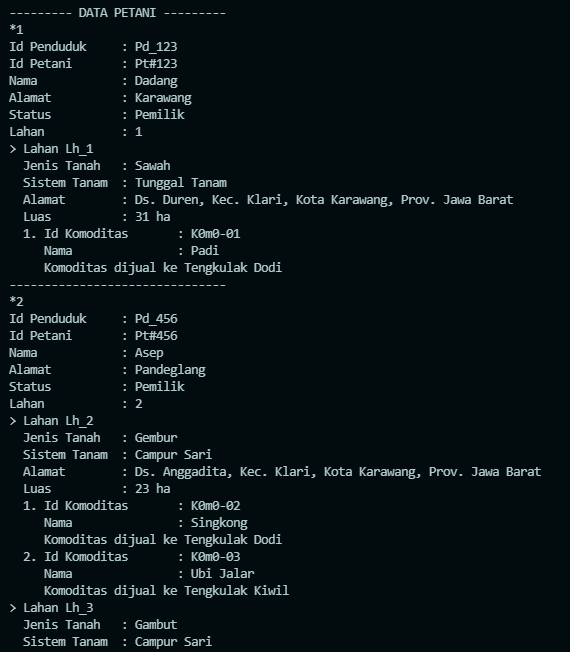 --------- DATA PETANI ---------
*1
Id Penduduk     : Pd_123
Id Petani       : Pt#123
Nama            : Dadang
Alamat          : Karawang
Status          : Pemilik
Lahan           : 1
> Lahan Lh_1
  Jenis Tanah   : Sawah
  Sistem Tanam  : Tunggal Tanam
  Alamat        : Ds. Duren, Kec. Klari, Kota Karawang, Prov. Jawa Barat
  Luas          : 31 ha
  1. Id Komoditas       : K0m0-01
     Nama               : Padi
     Komoditas dijual ke Tengkulak Dodi
-------------------------------
*2
Id Penduduk     : Pd_456
Id Petani       : Pt#456
Nama            : Asep
Alamat          : Pandeglang
Status          : Pemilik
Lahan           : 2
> Lahan Lh_2
  Jenis Tanah   : Gembur
  Sistem Tanam  : Campur Sari
  Alamat        : Ds. Anggadita, Kec. Klari, Kota Karawang, Prov. Jawa Barat
  Luas          : 23 ha
  1. Id Komoditas       : K0m0-02
     Nama               : Singkong
     Komoditas dijual ke Tengkulak Dodi
  2. Id Komoditas       : K0m0-03
     Nama               : Ubi Jalar
     Komoditas dijual ke Tengkulak Kiwil
> Lahan Lh_3
  Jenis Tanah   : Gambut
  Sistem Tanam  : Campur Sari